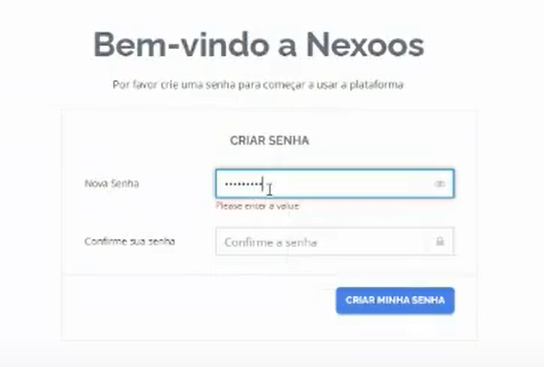 Bem-vindo a Nexoos
Por favor crie uma senha para começar a usar a plataforma
CRIAR SENHA
Nova Senha
Please enter a value
Confirme sua senha
Confirme a senha
CRIAR MINHA SENHA